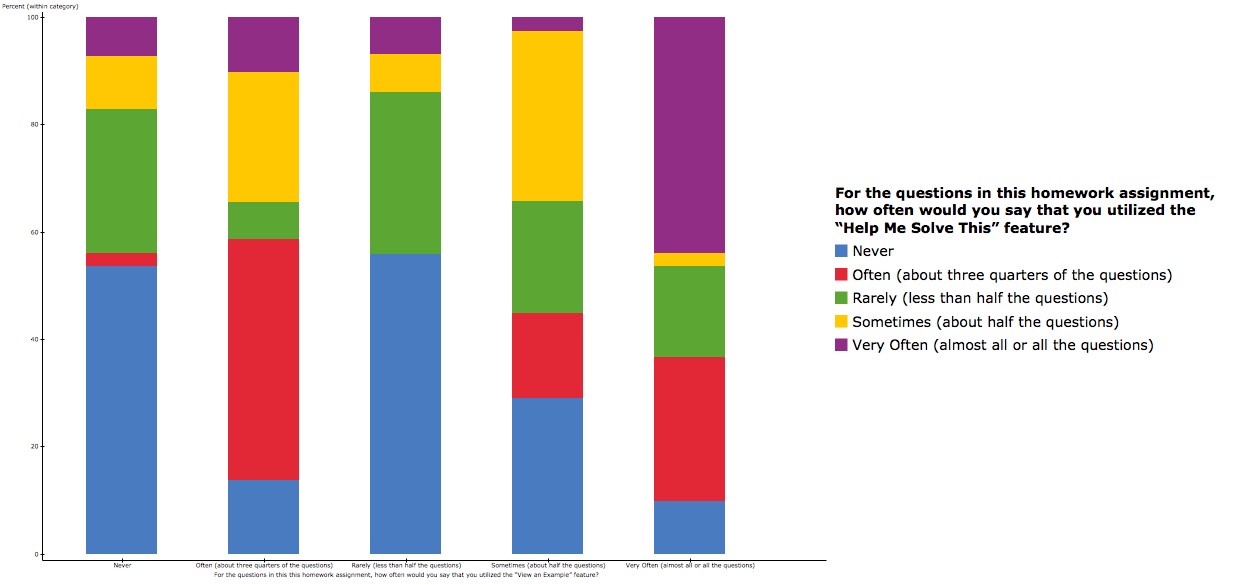 Percent (within category)
100
80
60
40
20
0
Never
Often (about three quarters of the questions)
Rarely (less than half the questions)
Sometimes (about half the questions)
Very Often (almost all or all the questions)
For the questions in this this homework assignment, how often would you say that you utilized the "View an Example" feature?
For the questions in this homework assignment,
how often would you say that you utilized the
“Help Me Solve This” feature?
Never
Often (about three quarters of the questions)
Rarely (less than half the questions)
Sometimes (about half the questions)
Very Often (almost all or all the questions)